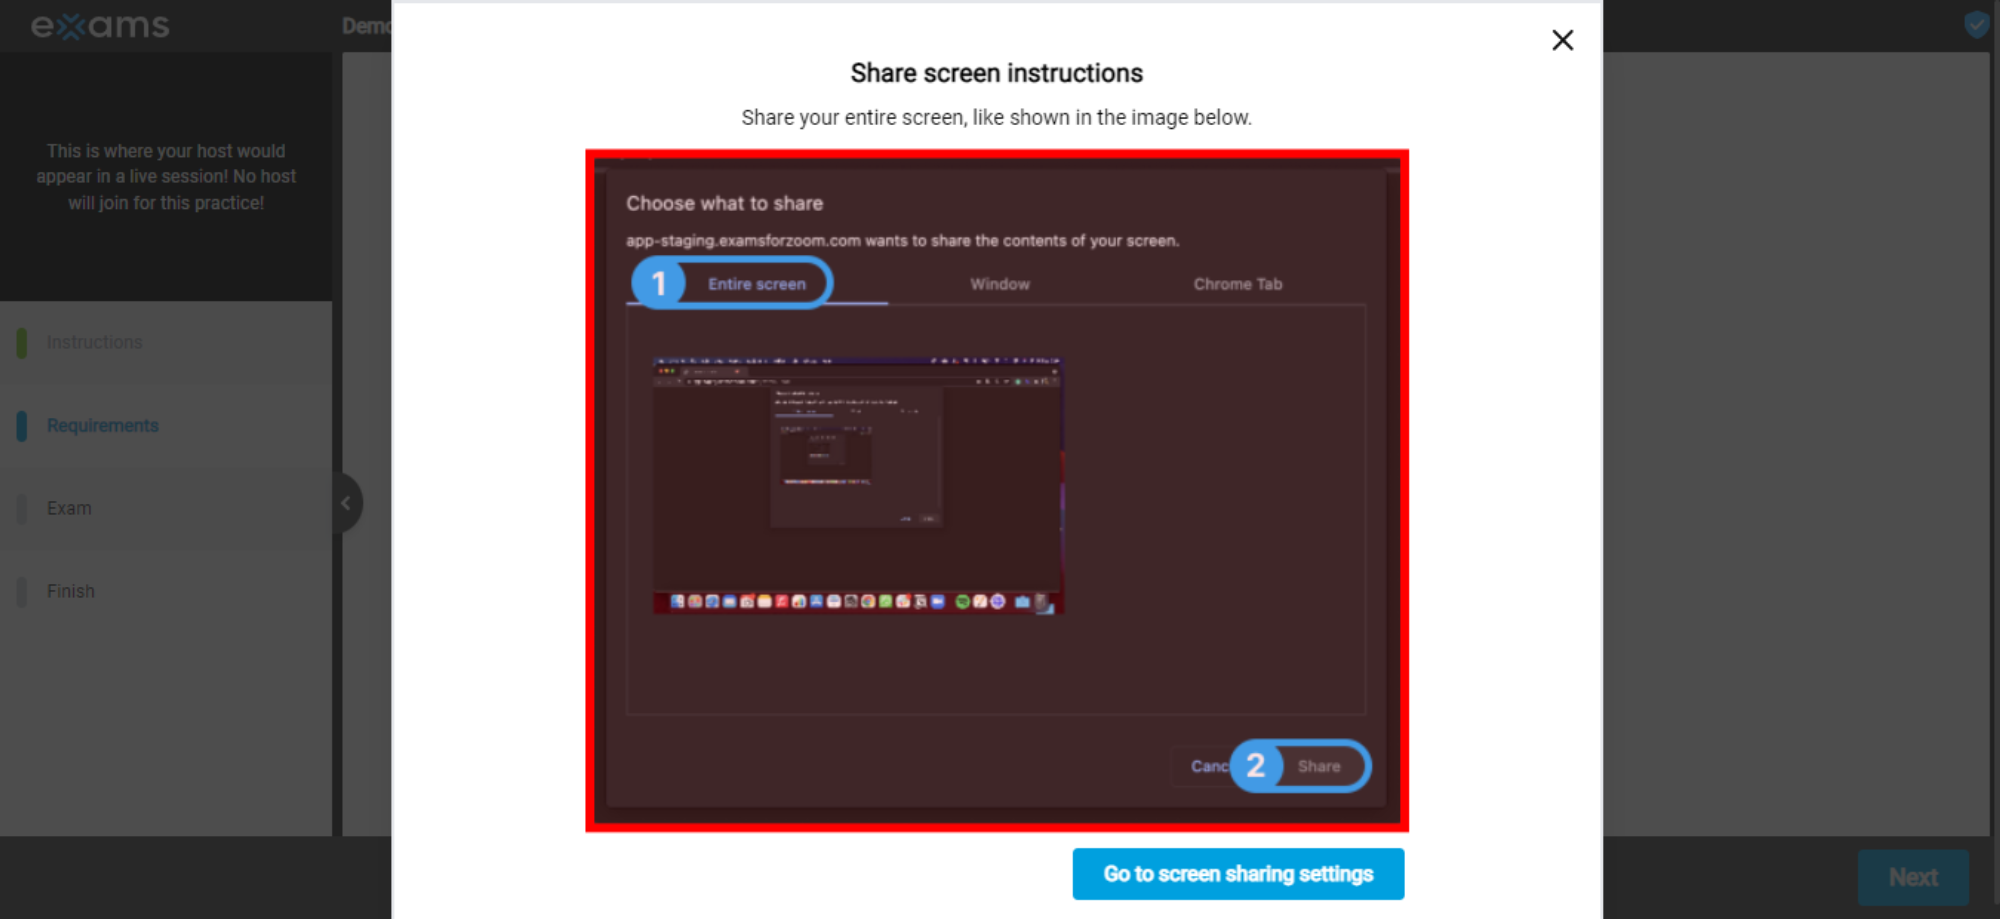 exams
Demo
Share screen instructions
Share your entire screen, like shown in the image below.
This is where your host would
appear in a live session! No host
will join for this practice!
Instructions
Requirements
Exam
Finish
Choose what to share
app-staging.examsforzoom.com wants to share the contents of your screen.
1 Entire screen Window Chrome Tab
Canc 2 Share
Go to screen sharing settings
Next